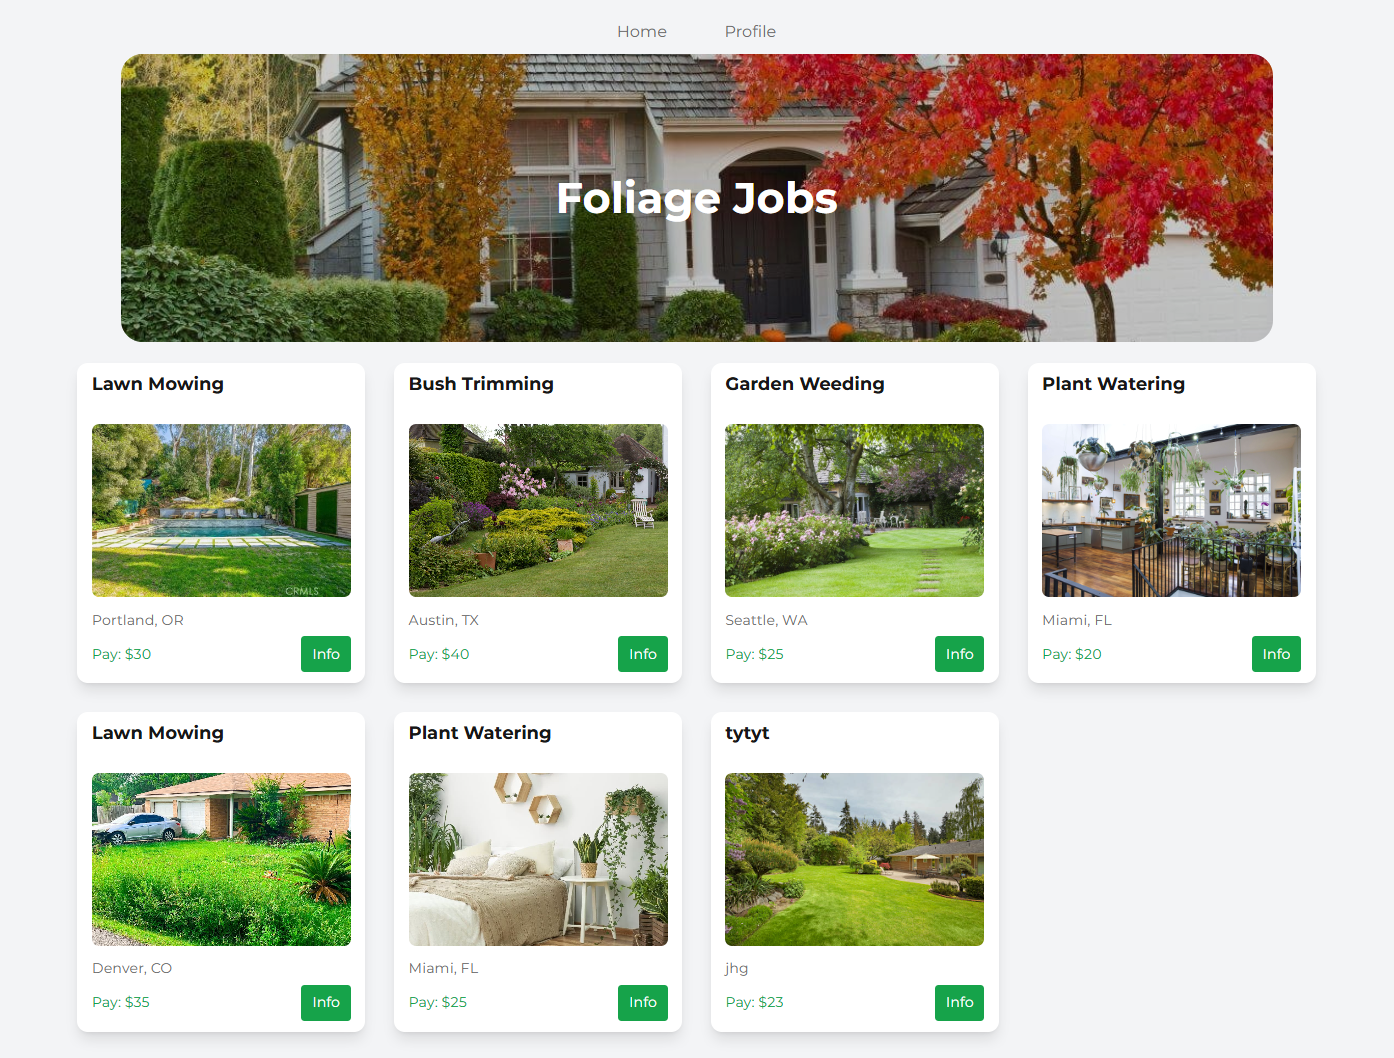 Home Profile
Foliage Jobs
Lawn Mowing
CRMLS
Portland, OR
Pay: $30 Info
Bush Trimming
Austin, TX
Pay: $40 Info
Garden Weeding
Seattle, WA
Pay: $25 Info
Plant Watering
Miami, FL
Pay: $20 Info
Lawn Mowing
Denver, CO
Pay: $35 Info
Plant Watering
Miami, FL
Pay: $25 Info
tytyt
jhg
Pay: $23 Info